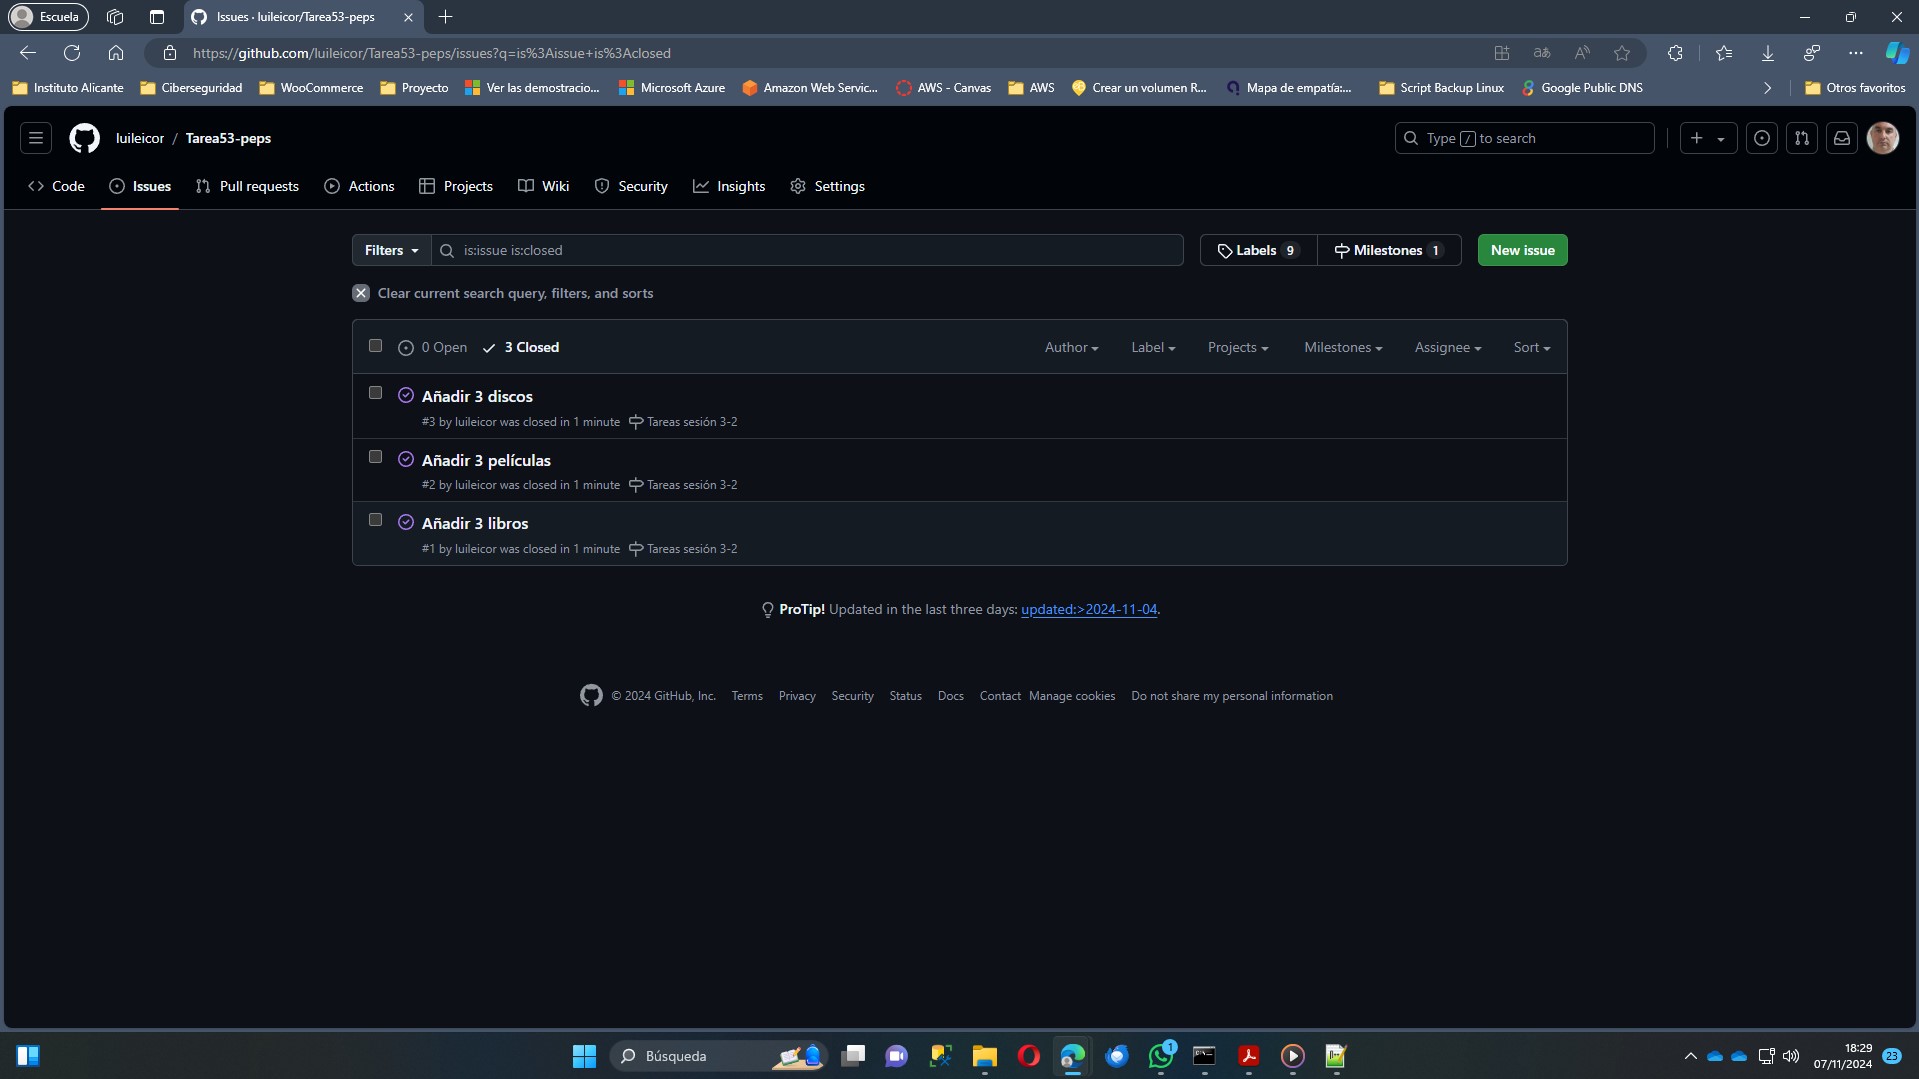 Escuela
Issues · luileicor/Tarea53-peps
https://github.com/luileicor/Tarea53-peps/issues?q=is%3Aissue+is%3Aclosed
Instituto Alicante Ciberseguridad WooCommerce Proyecto Ver las demostracio... Microsoft Azure Amazon Web Servic... AWS - Canvas AWS Crear un volumen R... Mapa de empatía:... Script Backup Linux Google Public DNS Otros favoritos
luileicor / Tarea53-peps
Type / to search
Code Issues Pull requests Actions Projects Wiki Security Insights Settings
Filters is:issue is:closed Labels 9 Milestones 1 New issue
Clear current search query, filters, and sorts
0 Open 3 Closed Author Label Projects Milestones Assignee Sort
Añadir 3 discos
#3 by luileicor was closed in 1 minute Tareas sesión 3-2
Añadir 3 películas
#2 by luileicor was closed in 1 minute Tareas sesión 3-2
Añadir 3 libros
#1 by luileicor was closed in 1 minute Tareas sesión 3-2
ProTip! Updated in the last three days: updated:>2024-11-04.
© 2024 GitHub, Inc. Terms Privacy Security Status Docs Contact Manage cookies Do not share my personal information
Búsqueda
1
18:29
07/11/2024
23